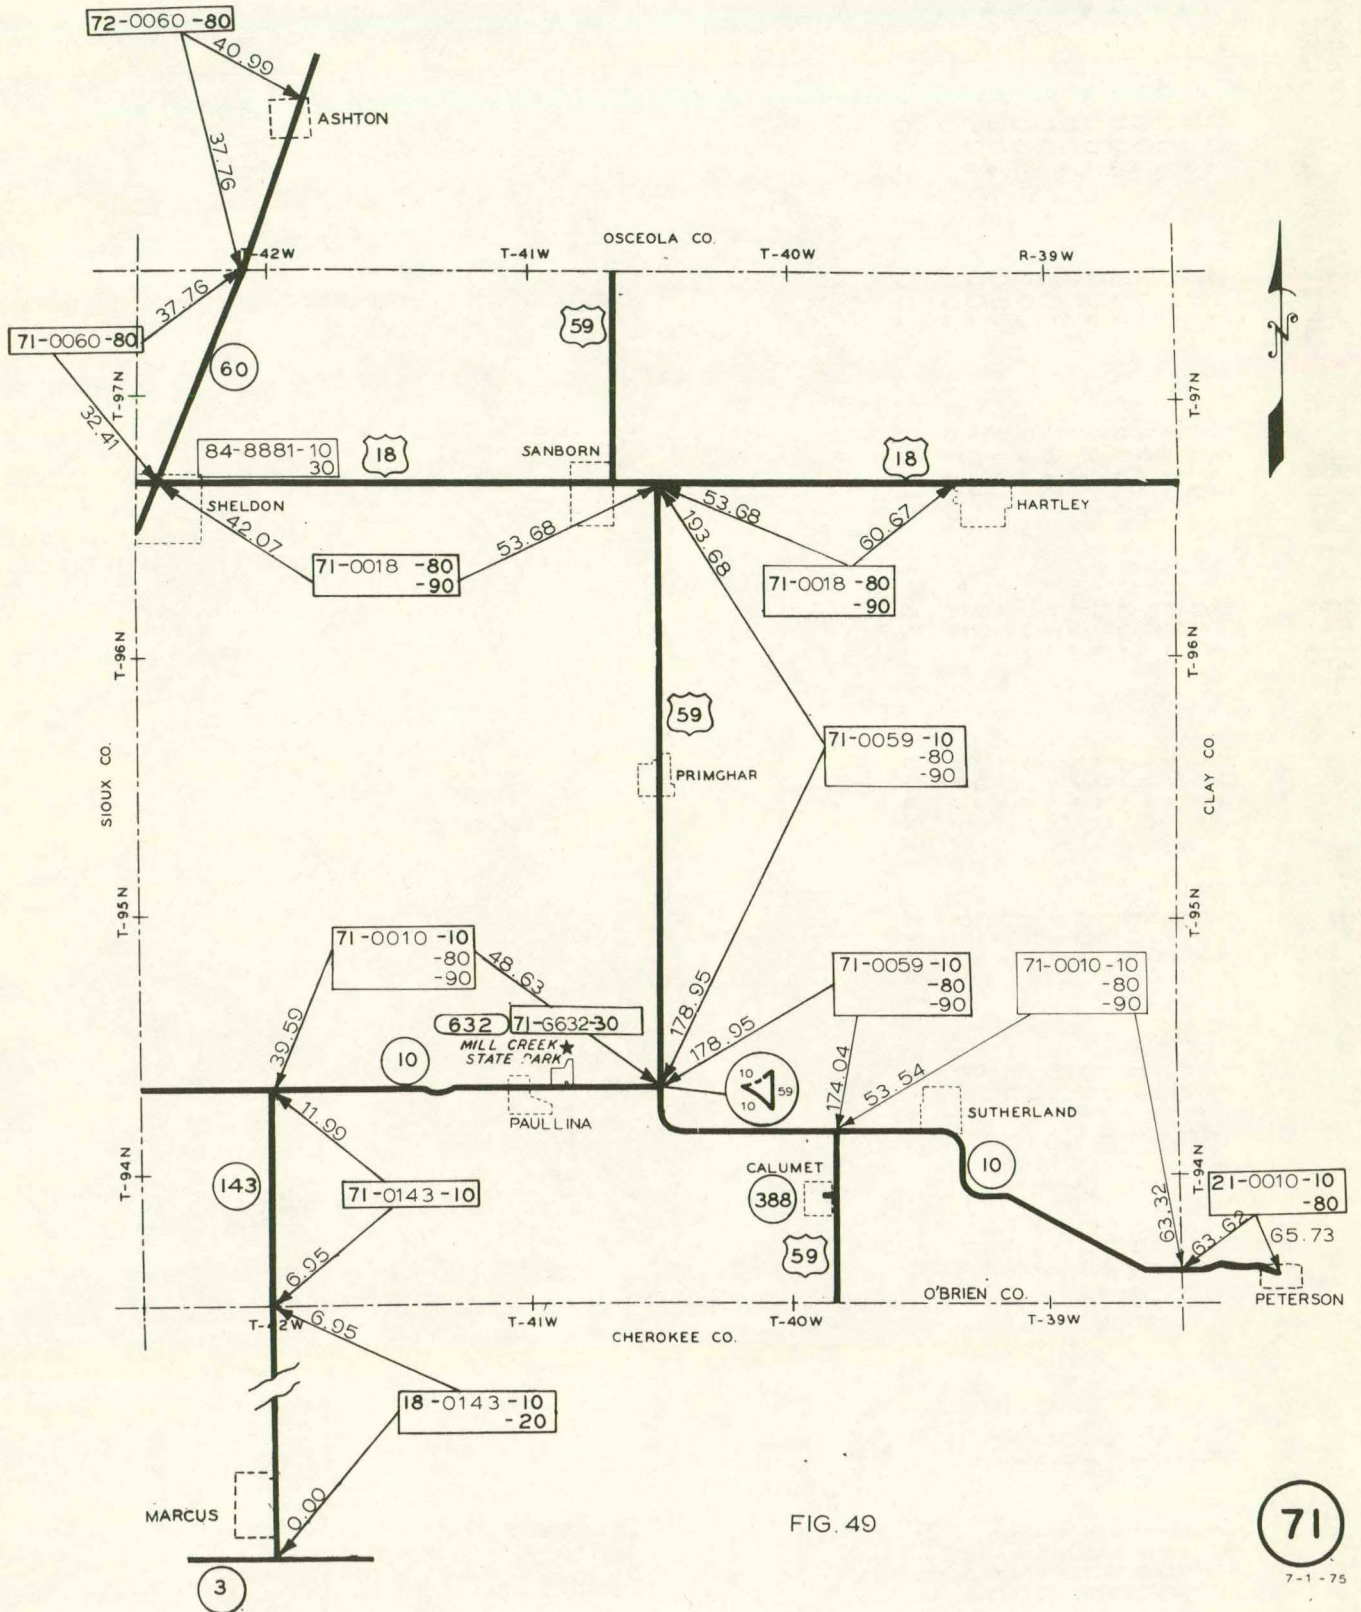 72-0060 -80
40.99
ASHTON
37.76
OSCEOLA CO.
T-42W
T-41W
T-40W
R-39W
37.76
59
71-0060-80
60
T-97N
T-97N
32.41
84-8881-10
30
18
SANBORN
18
SHELDON
42.07
53.68
193.68
53.68
60.67
HARTLEY
71-0018 -80
-90
71-0018 -80
-90
T-96N
T-96N
59
71-0059 -10
-80
-90
SIOUX CO.
PRIMGHAR
CLAY CO.
T-95N
T-95N
71-0010 -10
-80
-90
48.63
178.95
71-0059 -10
-80
-90
71-0010 -10
-80
-90
39.59
632
71-G632-30
MILL CREEK
STATE PARK
10
178.95
174.04
53.54
10
59
10
PAULLINA
SUTHERLAND
11.99
T-94N
143
71-0143 -10
CALUMET
388
10
T-94N
21-0010 -10
-80
63.32
63.62
65.73
6.95
59
O'BRIEN CO.
PETERSON
T-42W
6.95
T-41W
T-40W
T-39W
CHEROKEE CO.
18-0143 -10
-20
MARCUS
0.00
3
FIG. 49
71
7-1-75